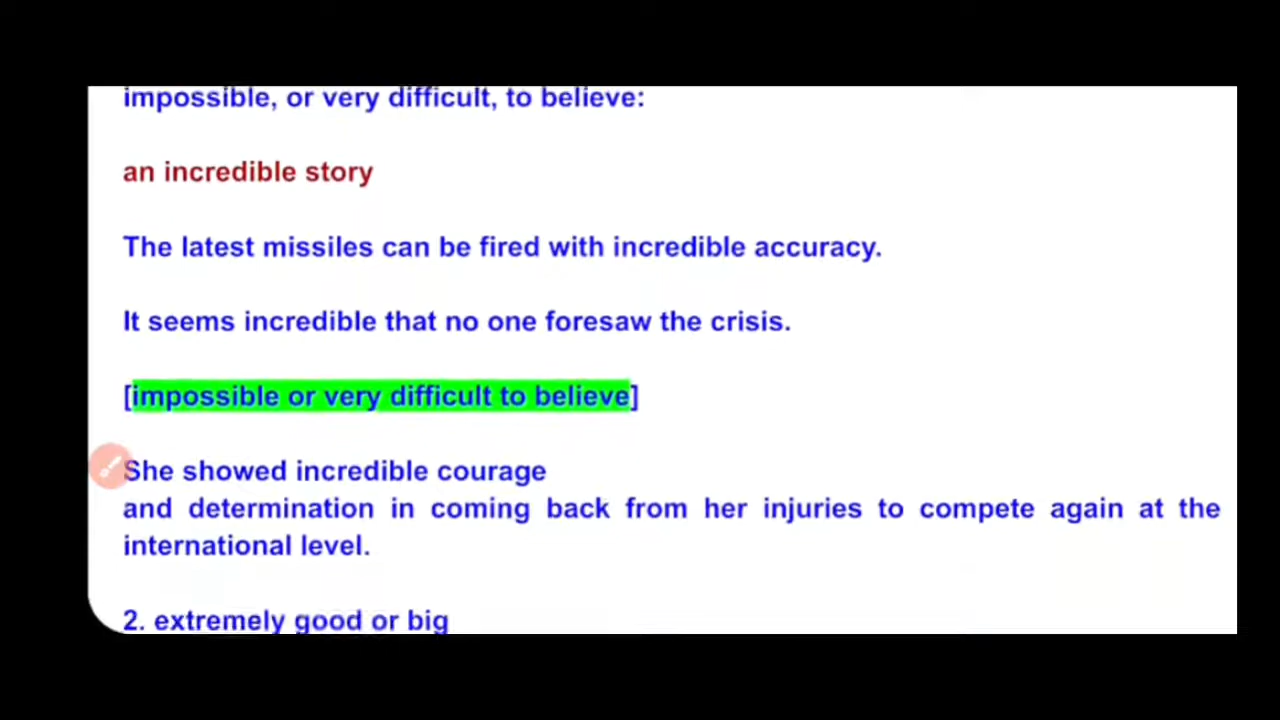 impossible, or very difficult, to believe:
an incredible story
The latest missiles can be fired with incredible accuracy.
It seems incredible that no one foresaw the crisis.
[impossible or very difficult to believe]
She showed incredible courage
and determination in coming back from her injuries to compete again at the
international level.
2. extremely good or big